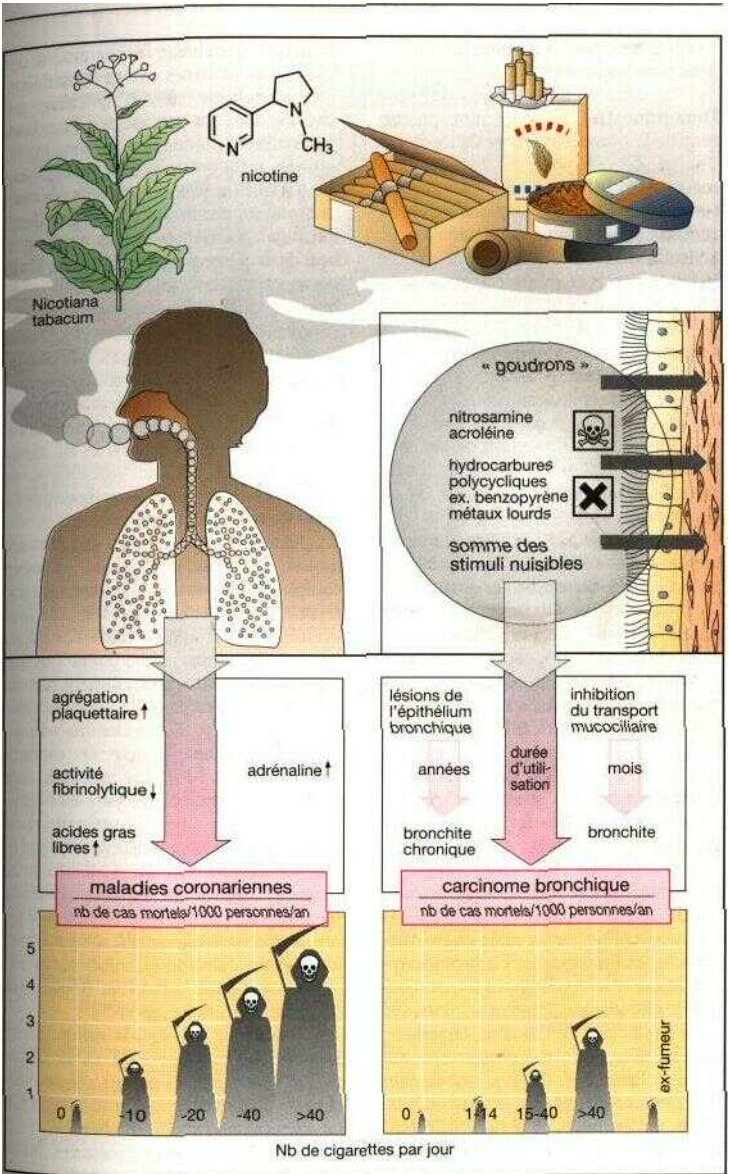 N
CH3
N
nicotine
Nicotiana
tabacum
« goudrons »
nitrosamine
acroléine
hydrocarbures
polycycliques
ex. benzopyrène
métaux lourds
somme des
stimuli nuisibles
agrégation
plaquettaire ↑
activité
fibrinolytique ↓
acides gras
libres ↑
adrénaline ↑
lésions de
l'épithélium
bronchique
années
bronchite
chronique
durée
d'utili-
sation
inhibition
du transport
mucociliaire
mois
bronchite
maladies coronariennes
nb de cas mortels/1000 personnes/an
5
4
3
2
1
0 -10 -20 -40 >40
carcinome bronchique
nb de cas mortels/1000 personnes/an
0 1-14 15-40 >40 ex-fumeur
Nb de cigarettes par jour